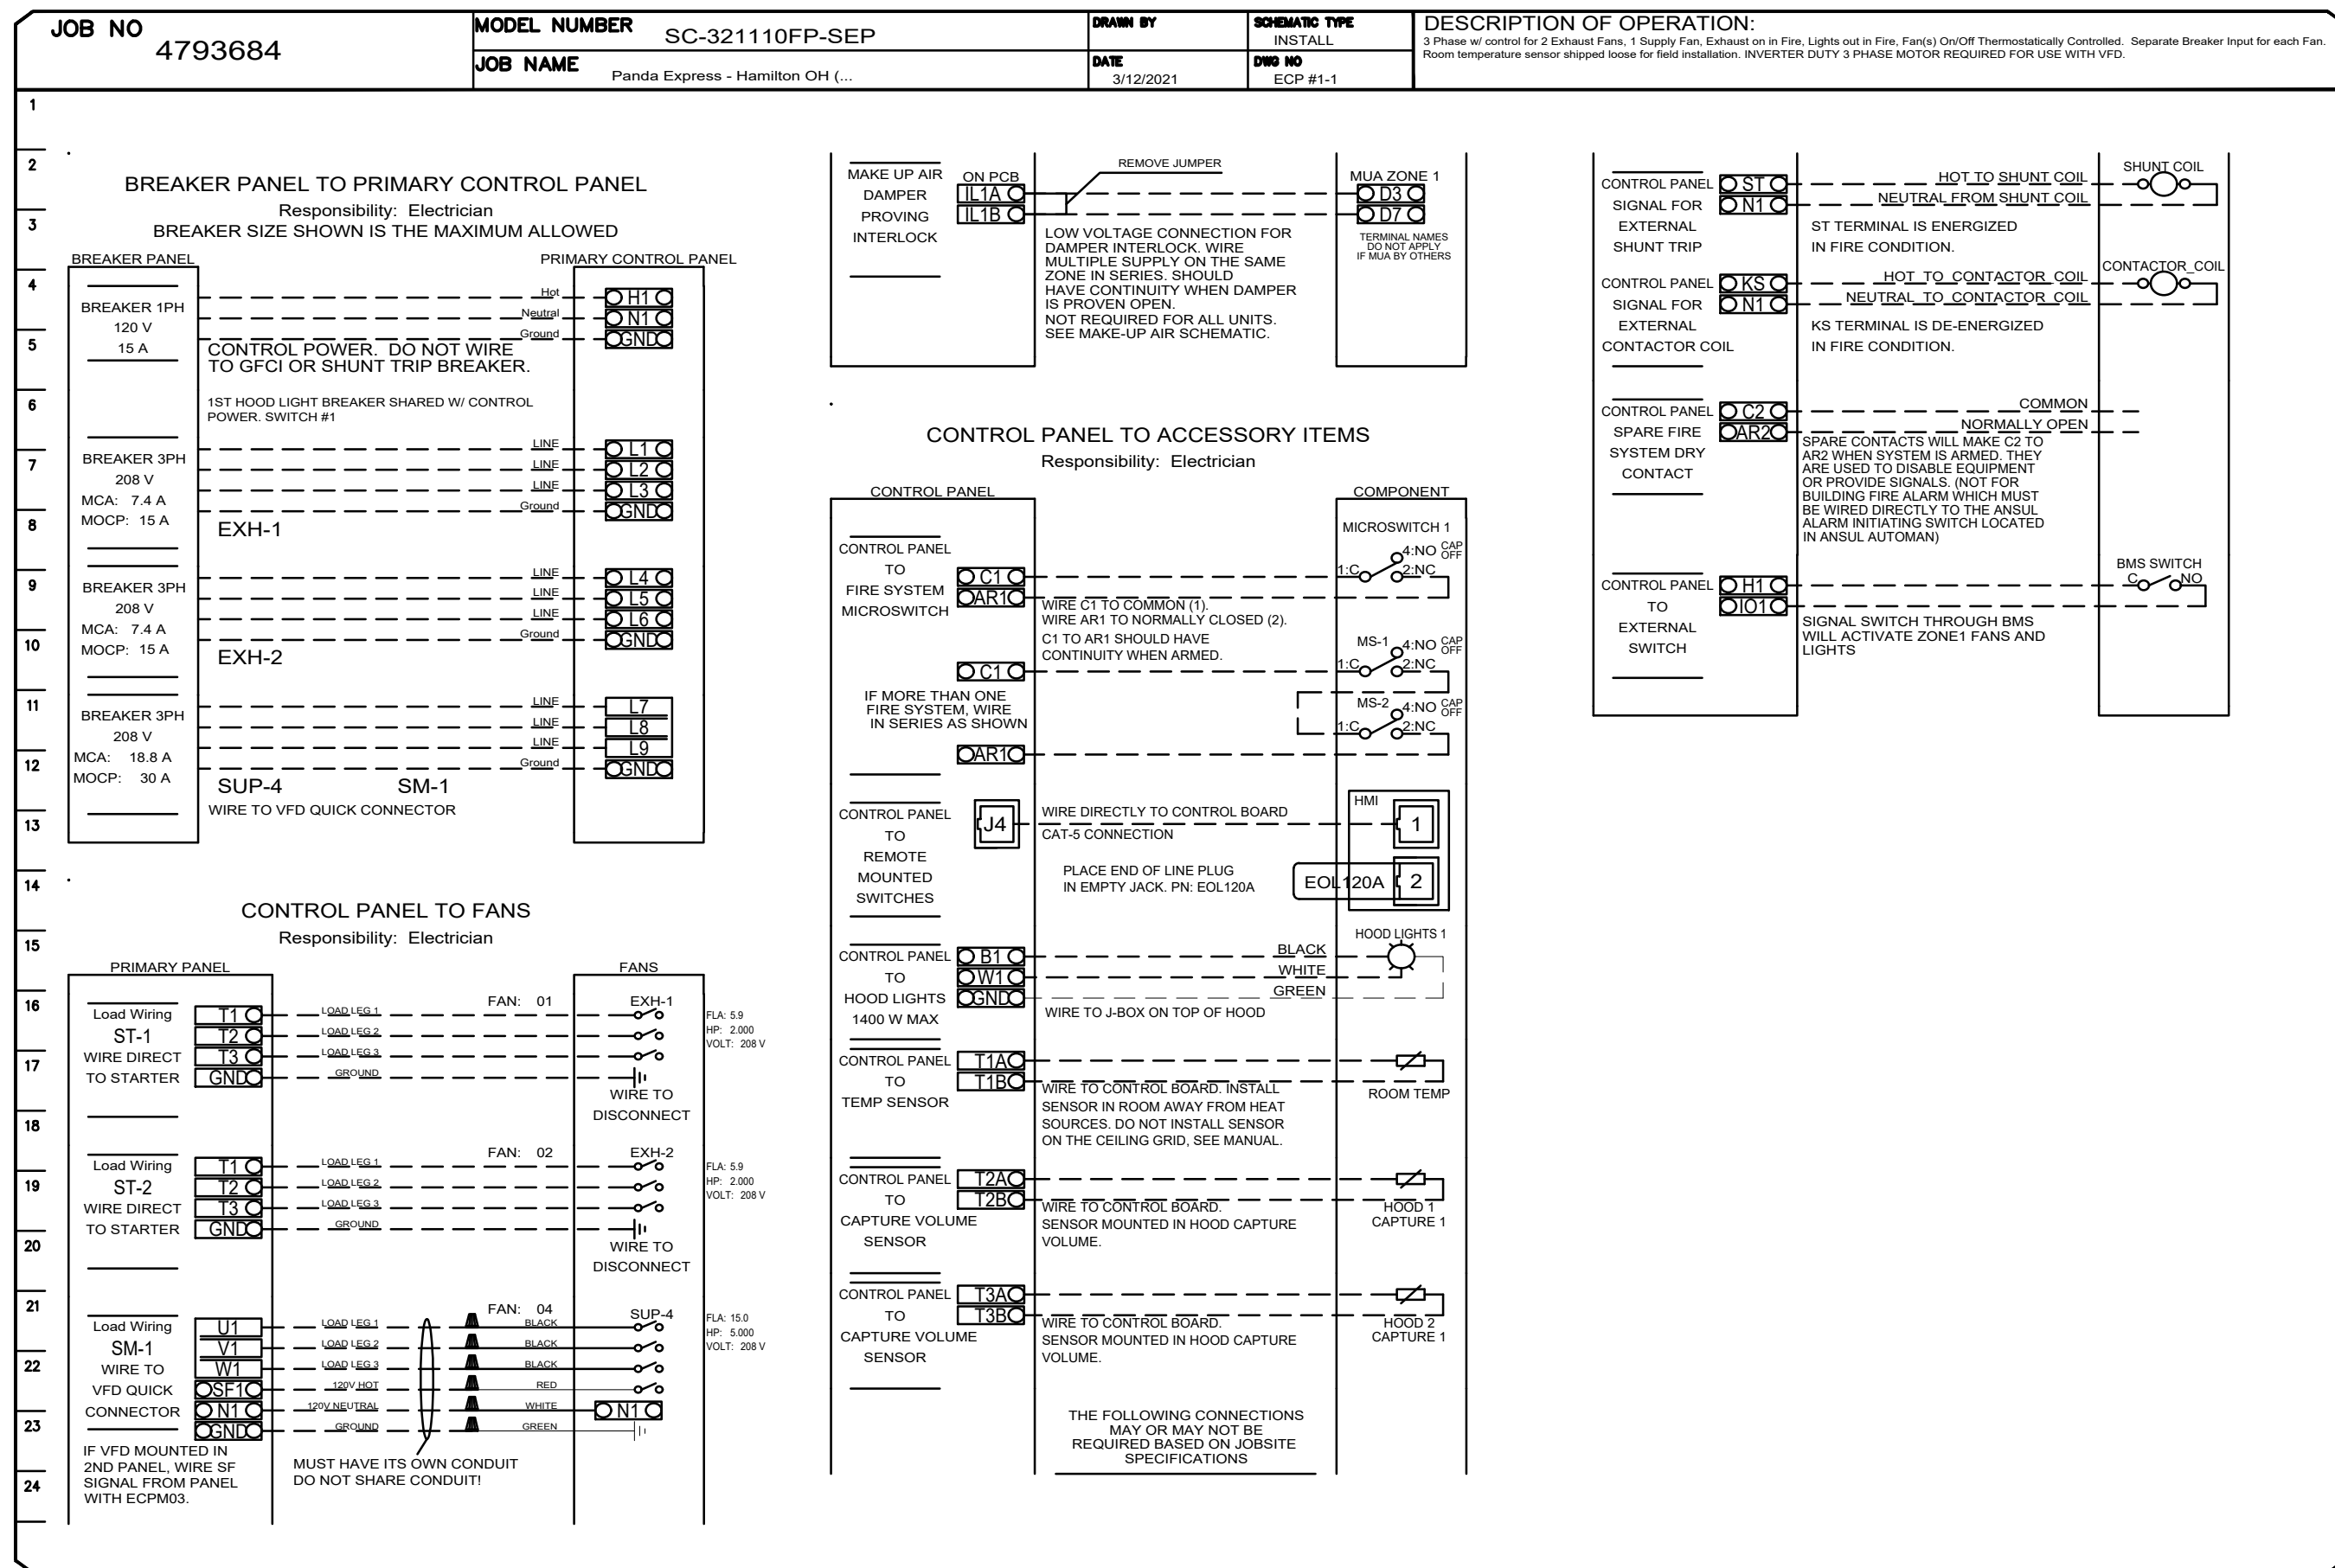 JOB NO
4793684
MODEL NUMBER
SC-321110FP-SEP
JOB NAME
Panda Express - Hamilton OH (...
DRAWN BY
DATE
3/12/2021
SCHEMATIC TYPE
INSTALL
DWG NO
ECP #1-1
DESCRIPTION OF OPERATION:
3 Phase w/ control for 2 Exhaust Fans, 1 Supply Fan, Exhaust on in Fire, Lights out in Fire, Fan(s) On/Off Thermostatically Controlled. Separate Breaker Input for each Fan.
Room temperature sensor shipped loose for field installation. INVERTER DUTY 3 PHASE MOTOR REQUIRED FOR USE WITH VFD.
1
2
3
4
5
6
7
8
9
10
11
12
13
14
15
16
17
18
19
20
21
22
23
24
BREAKER PANEL TO PRIMARY CONTROL PANEL
Responsibility: Electrician
BREAKER SIZE SHOWN IS THE MAXIMUM ALLOWED
BREAKER PANEL
PRIMARY CONTROL PANEL
BREAKER 1PH
120 V
15 A
Hot
H1
Neutral
N1
Ground
GND
CONTROL POWER. DO NOT WIRE
TO GFCI OR SHUNT TRIP BREAKER.
1ST HOOD LIGHT BREAKER SHARED W/ CONTROL
POWER. SWITCH #1
BREAKER 3PH
208 V
MCA: 7.4 A
MOCP: 15 A
LINE
L1
LINE
L2
LINE
L3
Ground
GND
EXH-1
BREAKER 3PH
208 V
MCA: 7.4 A
MOCP: 15 A
LINE
L4
LINE
L5
LINE
L6
Ground
GND
EXH-2
BREAKER 3PH
208 V
MCA: 18.8 A
MOCP: 30 A
LINE
L7
LINE
L8
LINE
L9
Ground
GND
SUP-4 SM-1
WIRE TO VFD QUICK CONNECTOR
CONTROL PANEL TO FANS
Responsibility: Electrician
PRIMARY PANEL
FANS
Load Wiring
ST-1
WIRE DIRECT
TO STARTER
T1
T2
T3
GND
LOAD LEG 1
LOAD LEG 2
LOAD LEG 3
GROUND
FAN: 01
EXH-1
WIRE TO
DISCONNECT
FLA: 5.9
HP: 2.000
VOLT: 208 V
Load Wiring
ST-2
WIRE DIRECT
TO STARTER
T1
T2
T3
GND
LOAD LEG 1
LOAD LEG 2
LOAD LEG 3
GROUND
FAN: 02
EXH-2
WIRE TO
DISCONNECT
FLA: 5.9
HP: 2.000
VOLT: 208 V
Load Wiring
SM-1
WIRE TO
VFD QUICK
CONNECTOR
U1
V1
W1
SF1
N1
GND
LOAD LEG 1
LOAD LEG 2
LOAD LEG 3
120V HOT
120V NEUTRAL
GROUND
FAN: 04
BLACK
BLACK
BLACK
RED
WHITE
GREEN
SUP-4
N1
FLA: 15.0
HP: 5.000
VOLT: 208 V
IF VFD MOUNTED IN
2ND PANEL, WIRE SF
SIGNAL FROM PANEL
WITH ECPM03.
MUST HAVE ITS OWN CONDUIT
DO NOT SHARE CONDUIT!
MAKE UP AIR
DAMPER
PROVING
INTERLOCK
ON PCB
IL1A
IL1B
REMOVE JUMPER
MUA ZONE 1
D3
D7
TERMINAL NAMES
DO NOT APPLY
IF MUA BY OTHERS
LOW VOLTAGE CONNECTION FOR
DAMPER INTERLOCK. WIRE
MULTIPLE SUPPLY ON THE SAME
ZONE IN SERIES. SHOULD
HAVE CONTINUITY WHEN DAMPER
IS PROVEN OPEN.
NOT REQUIRED FOR ALL UNITS.
SEE MAKE-UP AIR SCHEMATIC.
CONTROL PANEL TO ACCESSORY ITEMS
Responsibility: Electrician
CONTROL PANEL
COMPONENT
CONTROL PANEL
TO
FIRE SYSTEM
MICROSWITCH
C1
AR1
MICROSWITCH 1
4:NO CAP OFF
1:C
2:NC
WIRE C1 TO COMMON (1).
WIRE AR1 TO NORMALLY CLOSED (2).
C1 TO AR1 SHOULD HAVE
CONTINUITY WHEN ARMED.
C1
IF MORE THAN ONE
FIRE SYSTEM, WIRE
IN SERIES AS SHOWN
AR1
MS-1
4:NO CAP OFF
1:C
2:NC
MS-2
4:NO CAP OFF
1:C
2:NC
CONTROL PANEL
TO
REMOTE
MOUNTED
SWITCHES
J4
WIRE DIRECTLY TO CONTROL BOARD
CAT-5 CONNECTION
HMI
1
PLACE END OF LINE PLUG
IN EMPTY JACK. PN: EOL120A
EOL120A
2
CONTROL PANEL
TO
HOOD LIGHTS
1400 W MAX
B1
W1
GND
BLACK
WHITE
GREEN
HOOD LIGHTS 1
WIRE TO J-BOX ON TOP OF HOOD
CONTROL PANEL
TO
TEMP SENSOR
T1A
T1B
WIRE TO CONTROL BOARD. INSTALL
SENSOR IN ROOM AWAY FROM HEAT
SOURCES. DO NOT INSTALL SENSOR
ON THE CEILING GRID, SEE MANUAL.
ROOM TEMP
CONTROL PANEL
TO
CAPTURE VOLUME
SENSOR
T2A
T2B
WIRE TO CONTROL BOARD.
SENSOR MOUNTED IN HOOD CAPTURE
VOLUME.
HOOD 1
CAPTURE 1
CONTROL PANEL
TO
CAPTURE VOLUME
SENSOR
T3A
T3B
WIRE TO CONTROL BOARD.
SENSOR MOUNTED IN HOOD CAPTURE
VOLUME.
HOOD 2
CAPTURE 1
THE FOLLOWING CONNECTIONS
MAY OR MAY NOT BE
REQUIRED BASED ON JOBSITE
SPECIFICATIONS
CONTROL PANEL
SIGNAL FOR
EXTERNAL
SHUNT TRIP
ST
N1
HOT TO SHUNT COIL
NEUTRAL FROM SHUNT COIL
SHUNT COIL
ST TERMINAL IS ENERGIZED
IN FIRE CONDITION.
CONTROL PANEL
SIGNAL FOR
EXTERNAL
CONTACTOR COIL
KS
N1
HOT TO CONTACTOR COIL
NEUTRAL TO CONTACTOR COIL
CONTACTOR_COIL
KS TERMINAL IS DE-ENERGIZED
IN FIRE CONDITION.
CONTROL PANEL
SPARE FIRE
SYSTEM DRY
CONTACT
C2
AR2
COMMON
NORMALLY OPEN
SPARE CONTACTS WILL MAKE C2 TO
AR2 WHEN SYSTEM IS ARMED. THEY
ARE USED TO DISABLE EQUIPMENT
OR PROVIDE SIGNALS. (NOT FOR
BUILDING FIRE ALARM WHICH MUST
BE WIRED DIRECTLY TO THE ANSUL
ALARM INITIATING SWITCH LOCATED
IN ANSUL AUTOMAN)
CONTROL PANEL
TO
EXTERNAL
SWITCH
H1
IO1
BMS SWITCH
C
NO
SIGNAL SWITCH THROUGH BMS
WILL ACTIVATE ZONE1 FANS AND
LIGHTS